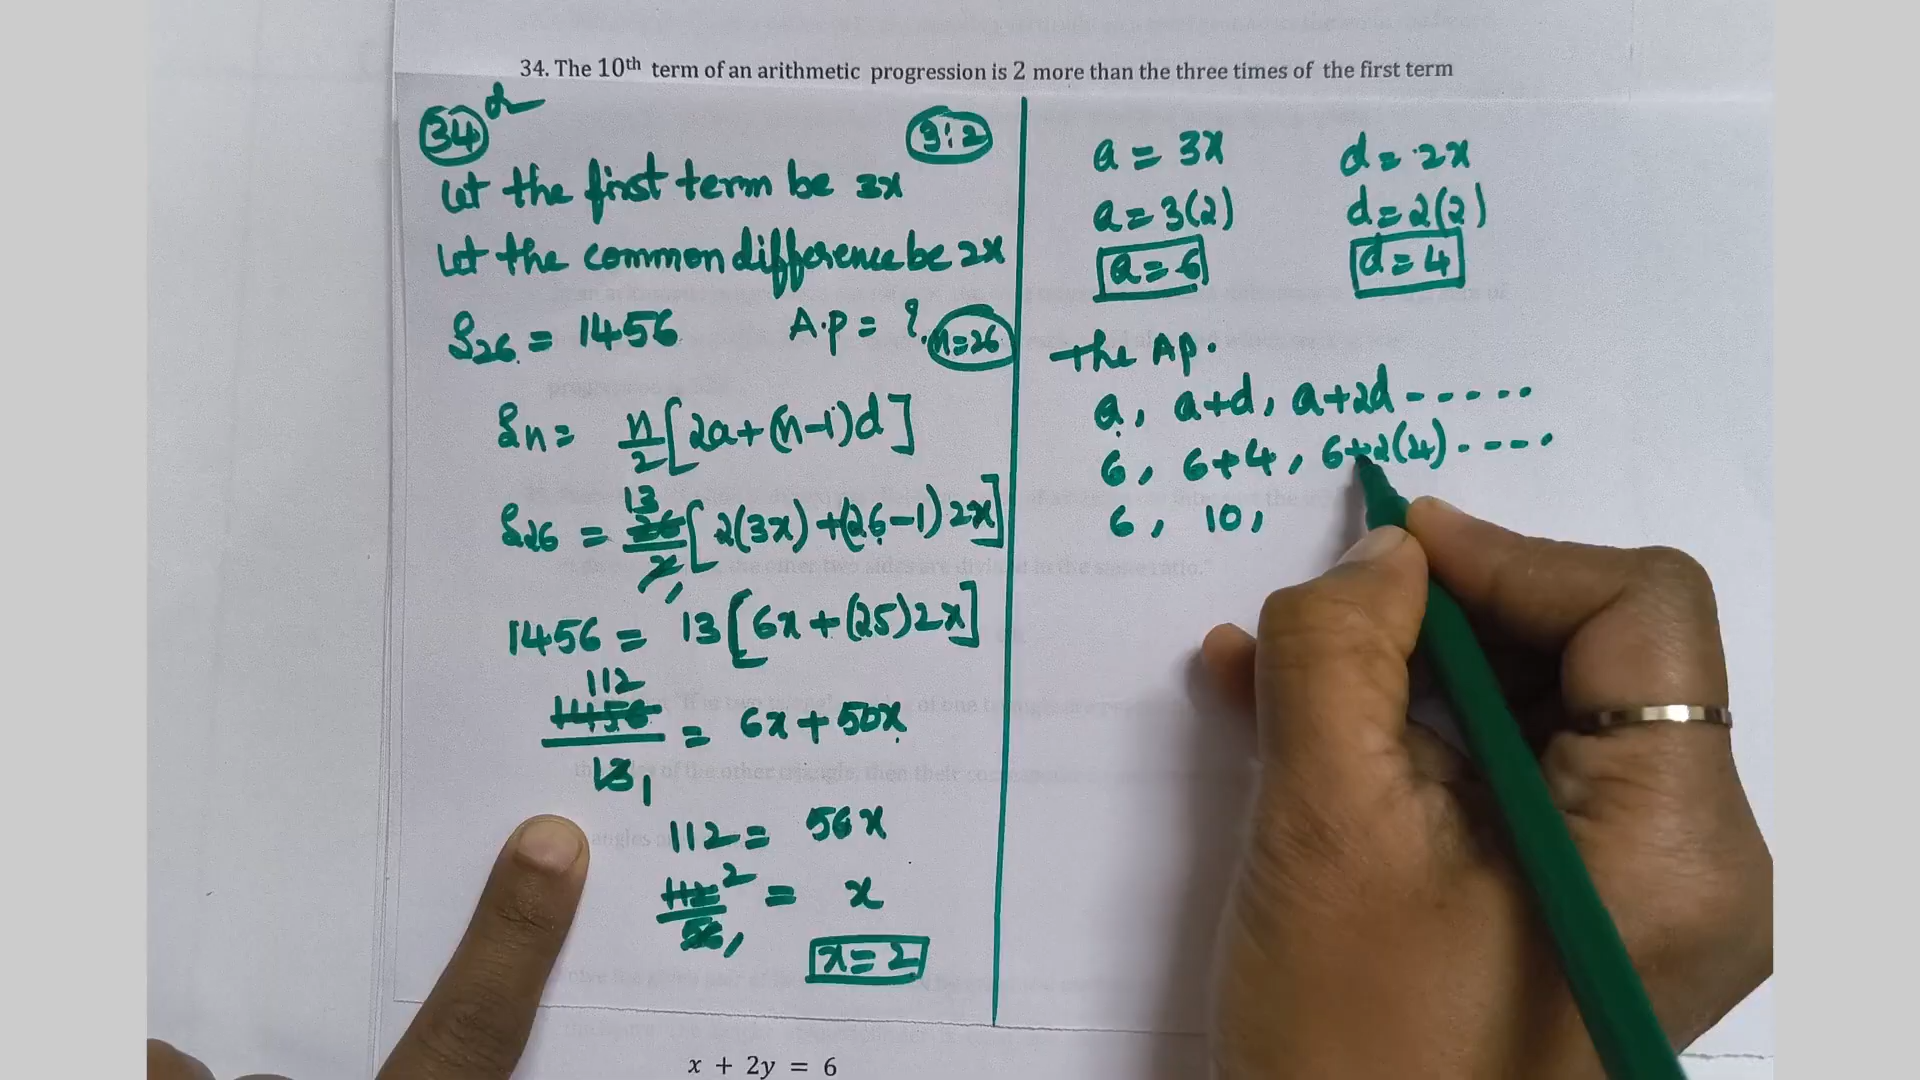 34. The 10th term of an arithmetic progression is 2 more than the three times of the first term
34
3:2
Let the first term be 3x
Let the common difference be 2x
S26 = 1456 A.P = ? n=26
Sn = n/2 [2a+(n-1)d]
S26 = 13 26/2 [2(3x)+(26-1)2x]
1456 = 13[6x+(25)2x]
112
1456/13 1 = 6x+50x
112 = 56x
112/56 2 = x
x=2
a = 3x d = 2x
a = 3(2) d = 2(2)
a = 6 d = 4
The AP.
a, a+d, a+2d ......
6, 6+4, 6+2(4) .....
6, 10,
x + 2y = 6